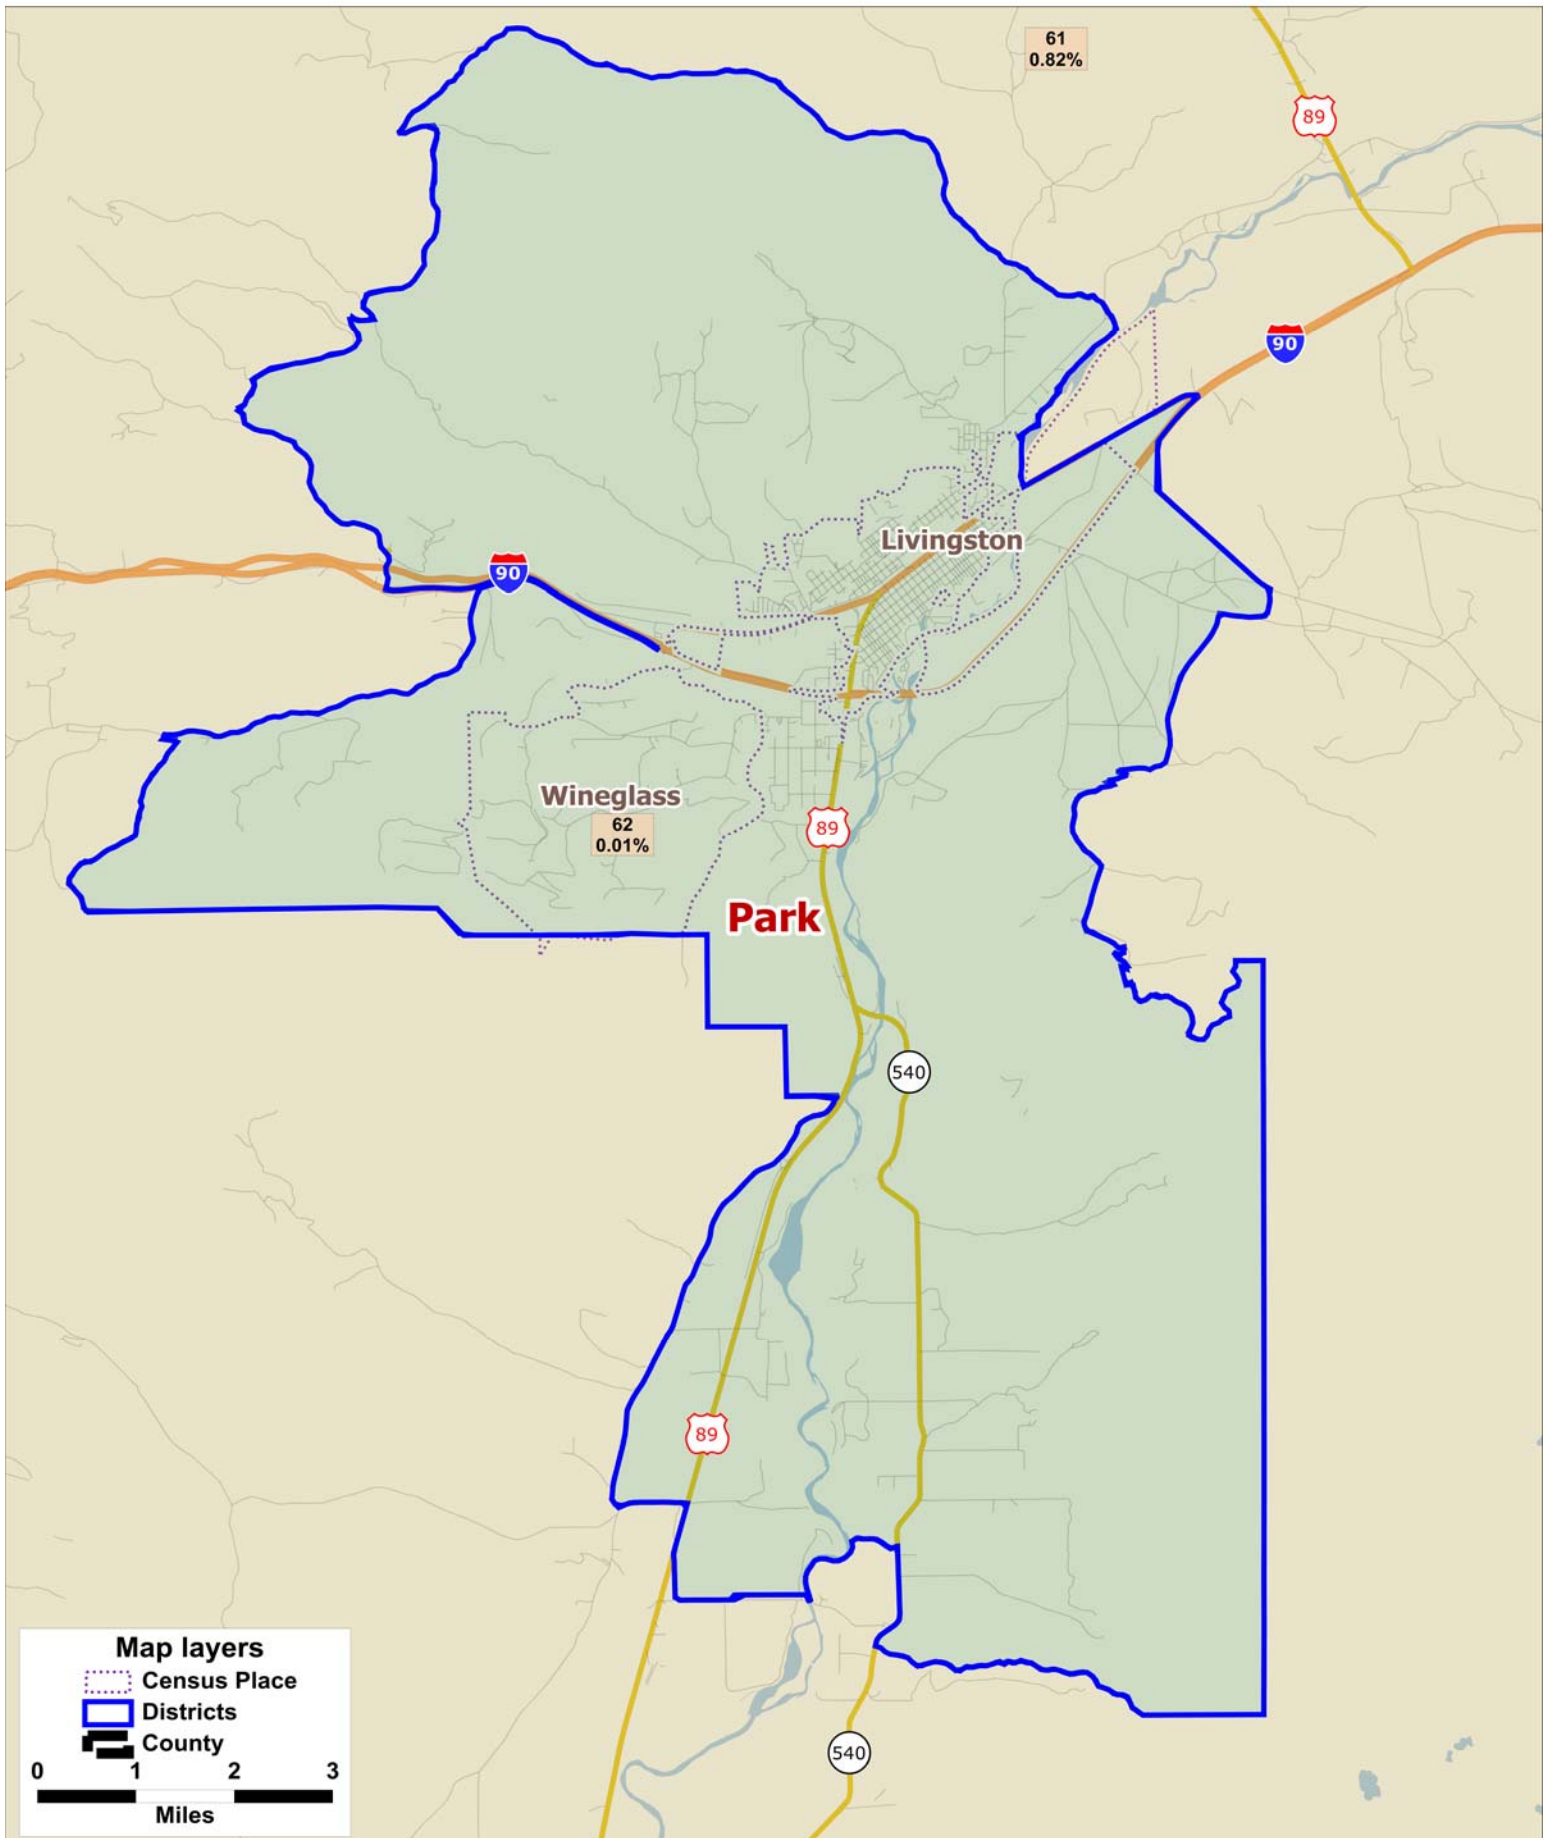 61
0.82%
89
90
Livingston
90
Wineglass
62
0.01%
89
Park
540
89
Map layers
Census Place
Districts
County
0 1 2 3
Miles
540